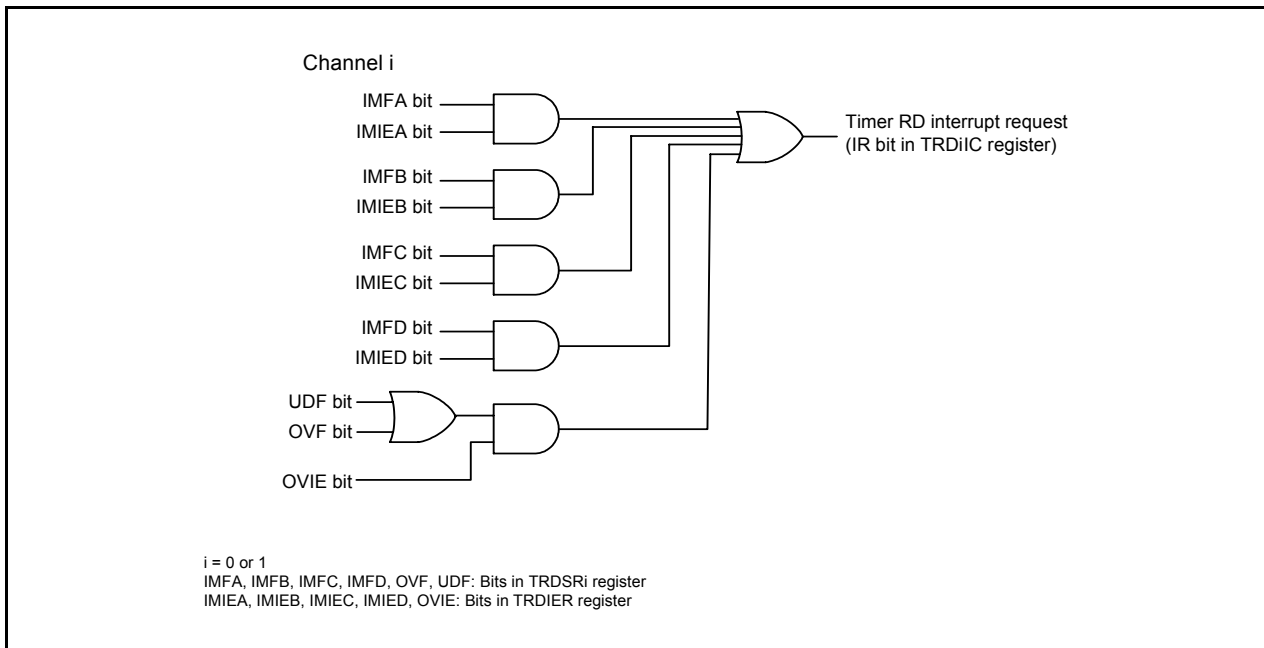 Channel i
IMFA bit
IMIEA bit
IMFB bit
IMIEB bit
IMFC bit
IMIEC bit
IMFD bit
IMIED bit
UDF bit
OVF bit
OVIE bit
Timer RD interrupt request
(IR bit in TRDiIC register)
i = 0 or 1
IMFA, IMFB, IMFC, IMFD, OVF, UDF: Bits in TRDSRi register
IMIEA, IMIEB, IMIEC, IMIED, OVIE: Bits in TRDIER register